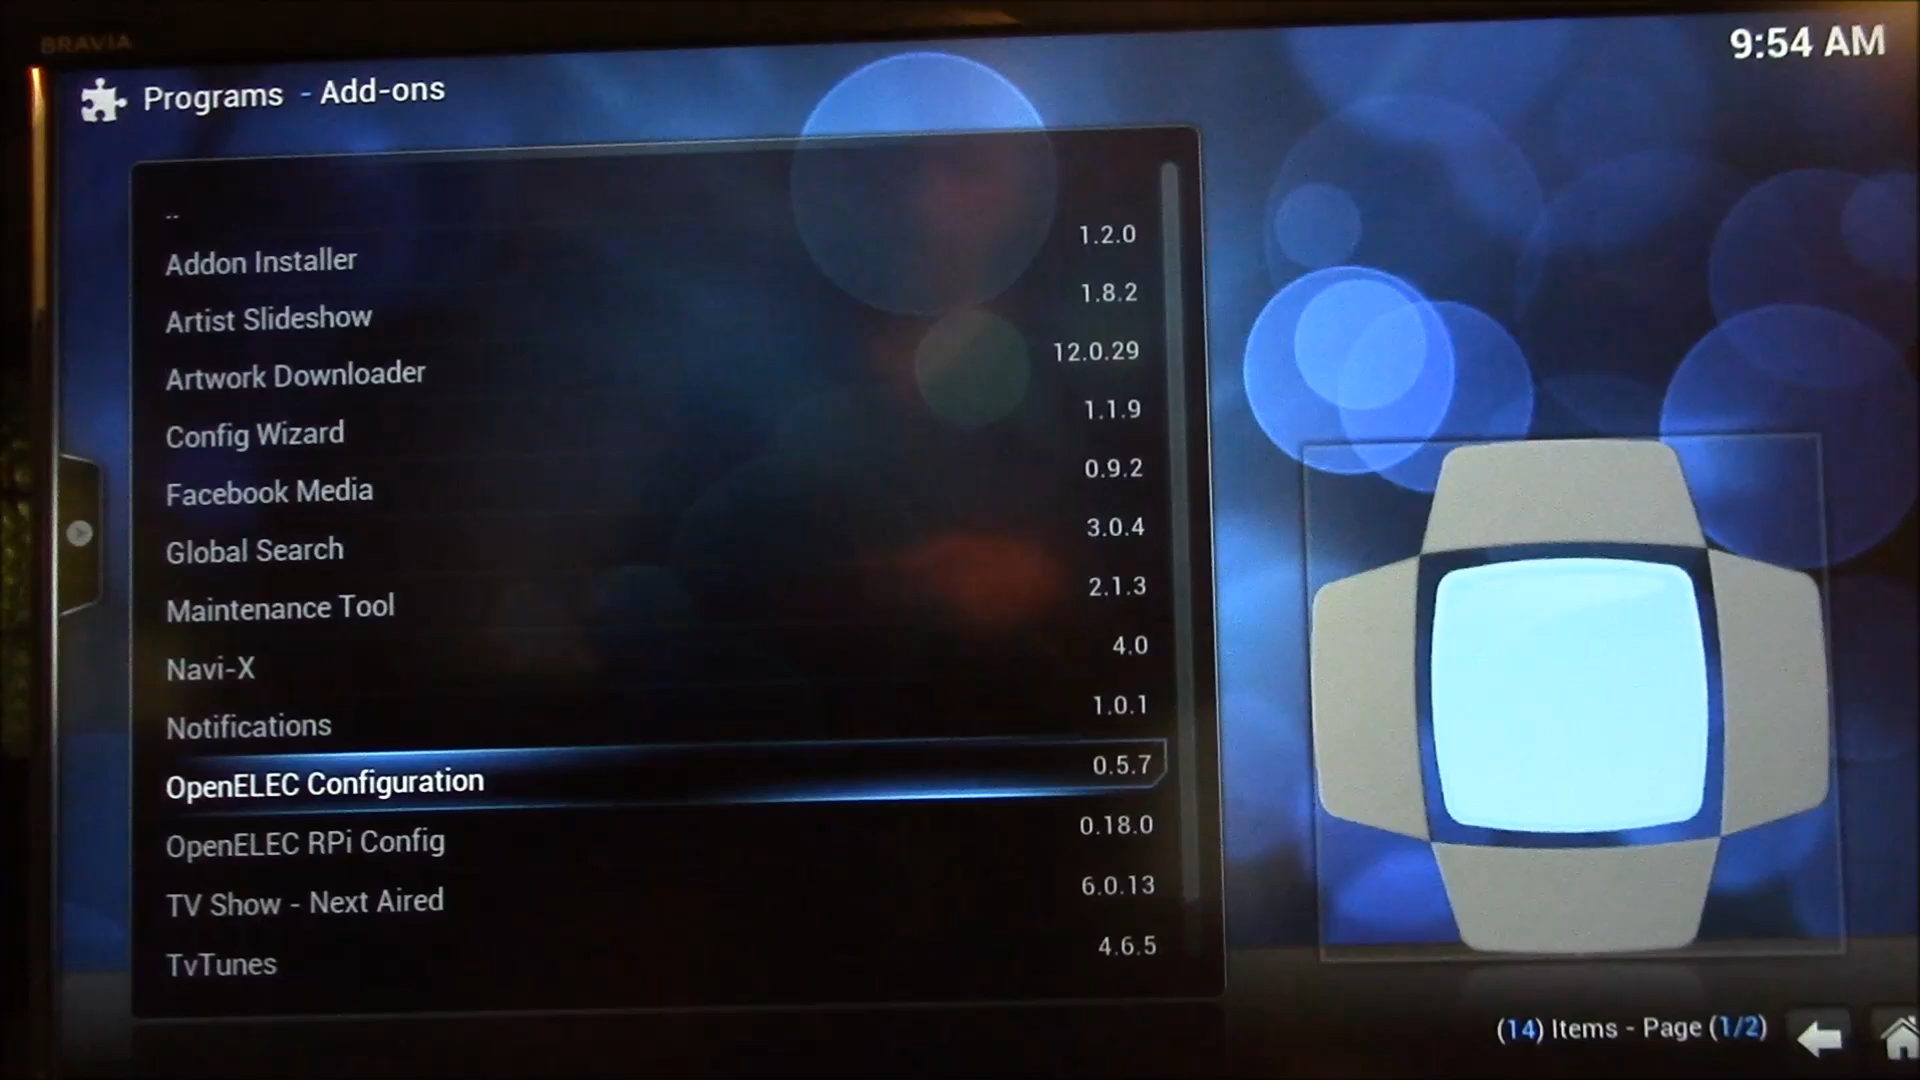 BRAVIA
9:54 AM
Programs - Add-ons
..
Addon Installer 1.2.0
Artist Slideshow 1.8.2
Artwork Downloader 12.0.29
Config Wizard 1.1.9
Facebook Media 0.9.2
Global Search 3.0.4
Maintenance Tool 2.1.3
Navi-X 4.0
Notifications 1.0.1
OpenELEC Configuration 0.5.7
OpenELEC RPi Config 0.18.0
TV Show - Next Aired 6.0.13
TvTunes 4.6.5
(14) Items - Page (1/2)